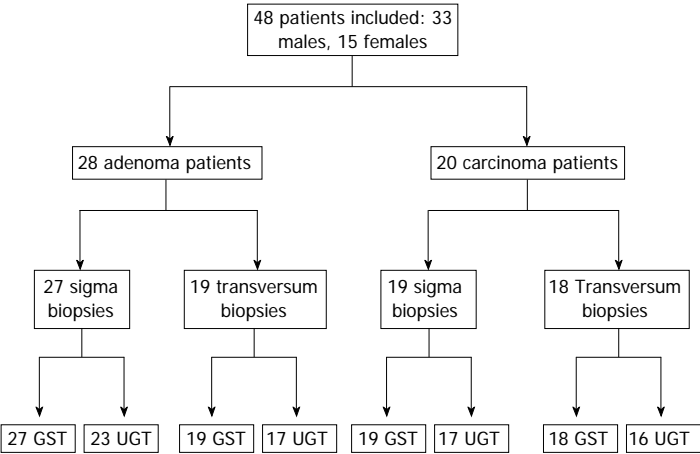 48 patients included: 33
males, 15 females
28 adenoma patients
20 carcinoma patients
27 sigma
biopsies
19 transversum
biopsies
19 sigma
biopsies
18 Transversum
biopsies
27 GST
23 UGT
19 GST
17 UGT
19 GST
17 UGT
18 GST
16 UGT